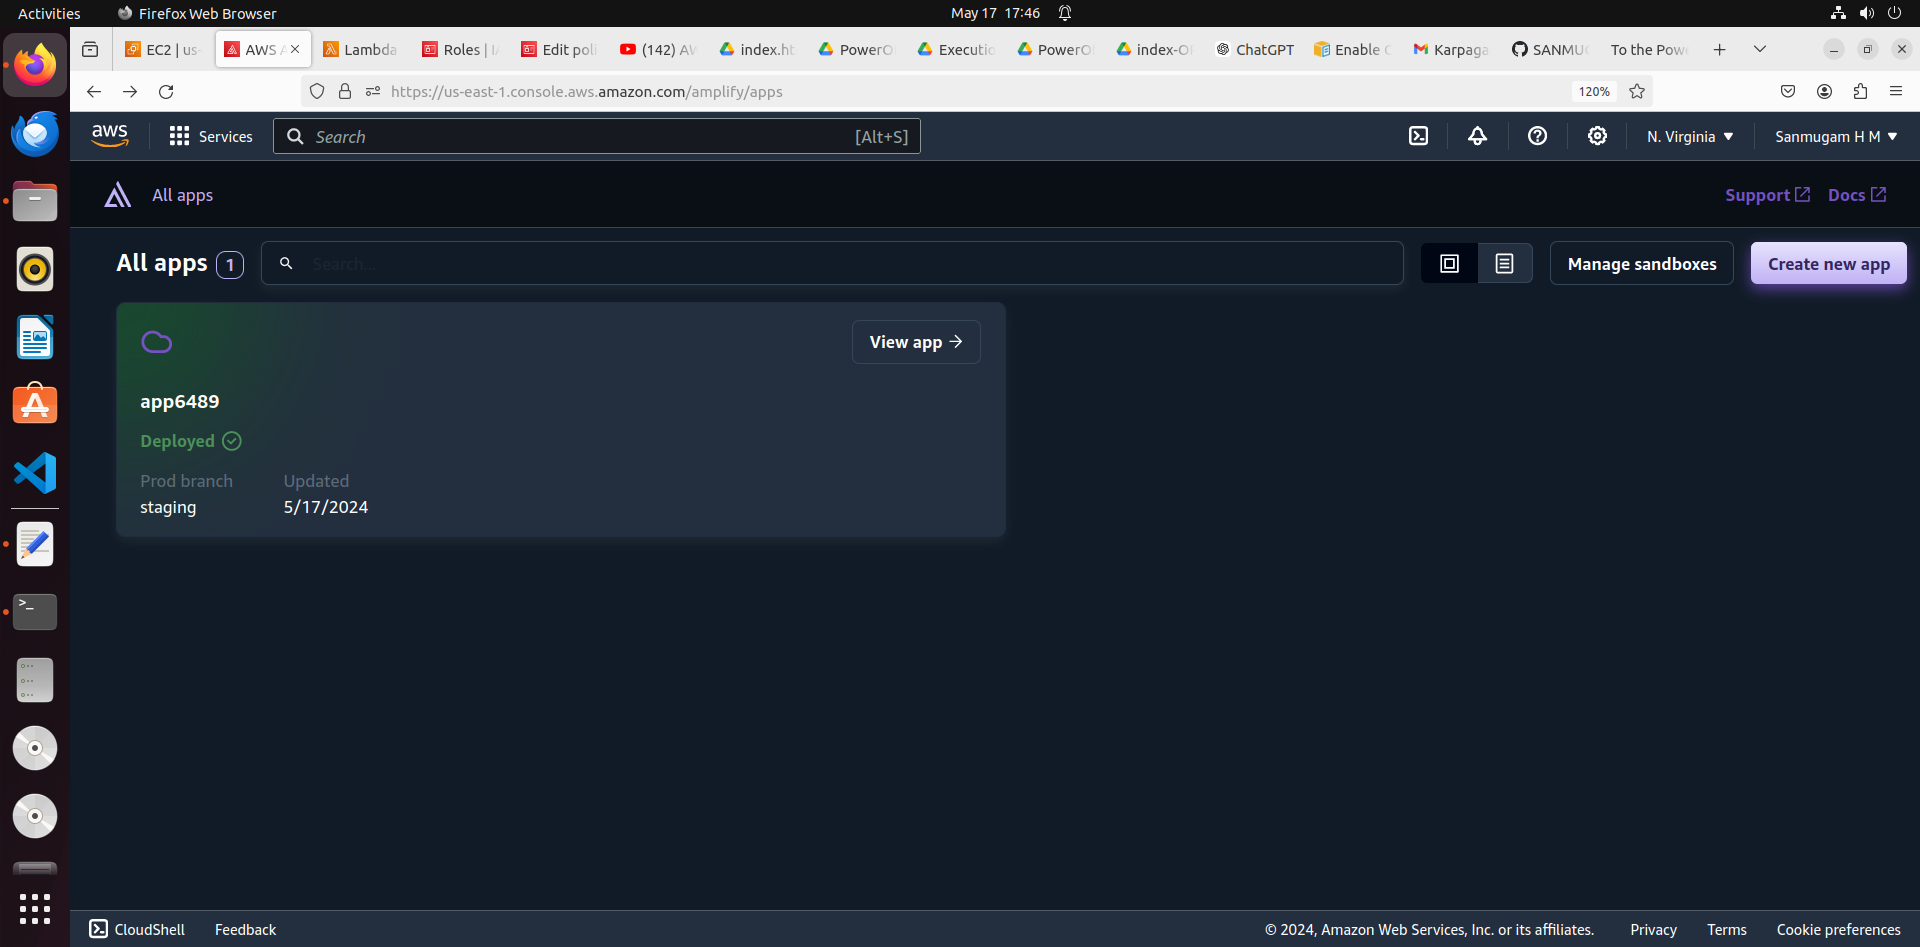 Activities
Firefox Web Browser
May 17 17:46
EC2 | us-
AWS A
Lambda
Roles | IA
Edit poli
(142) AW
index.ht
PowerO
Executio
PowerO
index-O
ChatGPT
Enable C
Karpaga
SANMU
To the Powe
https://us-east-1.console.aws.amazon.com/amplify/apps
120%
aws
Services
Search
[Alt+S]
N. Virginia
Sanmugam H M
All apps
Support
Docs
All apps 1
Search...
Manage sandboxes
Create new app
View app
app6489
Deployed
Prod branch
Updated
staging
5/17/2024
CloudShell
Feedback
© 2024, Amazon Web Services, Inc. or its affiliates.
Privacy
Terms
Cookie preferences